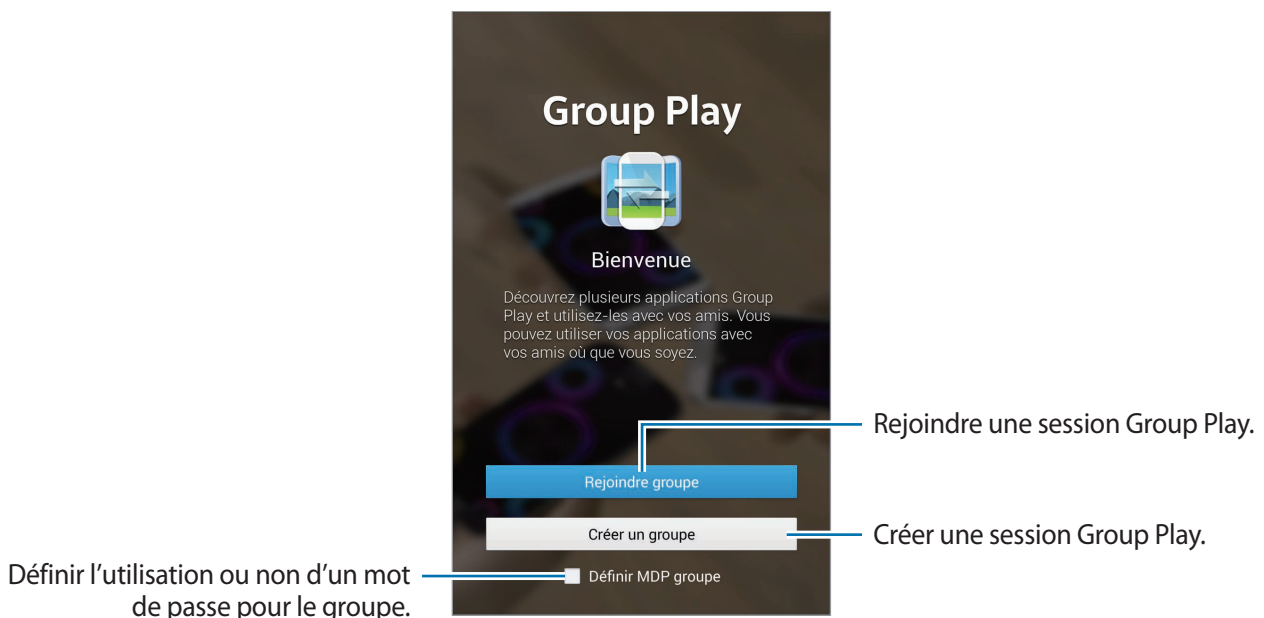 Group Play
Bienvenue
Découvrez plusieurs applications Group
Play et utilisez-les avec vos amis. Vous
pouvez utiliser vos applications avec
vos amis où que vous soyez.
Rejoindre une session Group Play.
Rejoindre groupe
Créer un groupe
Créer une session Group Play.
Définir l'utilisation ou non d'un mot
de passe pour le groupe.
Définir MDP groupe